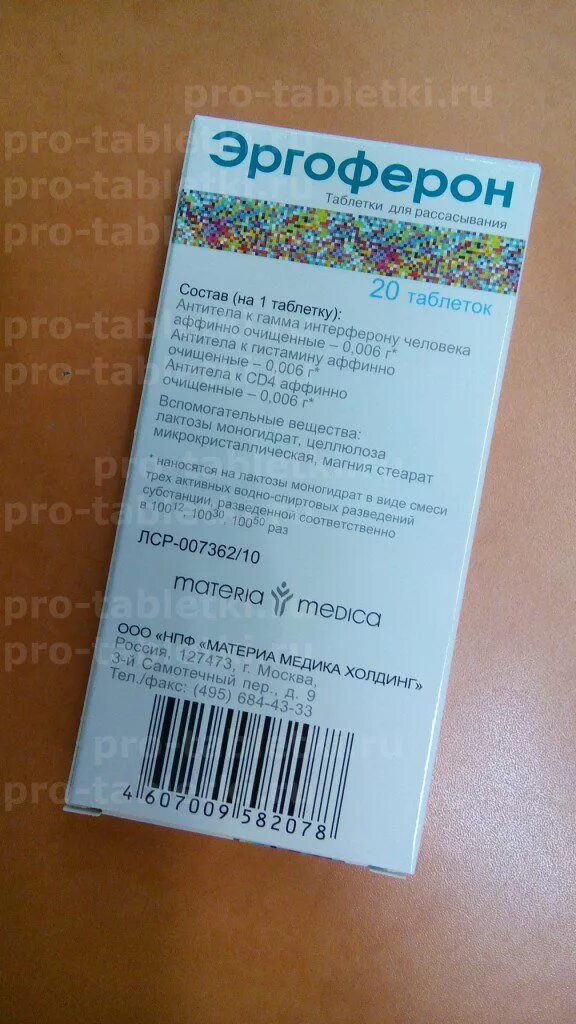 pro-tabletki.ru
Эргоферон
Таблетки для рассасывания
20 таблеток
Состав (на 1 таблетку):
Антитела к гамма интерферону человека
аффинно очищенные – 0,006 г*
Антитела к гистамину аффинно
очищенные – 0,006 г*
Антитела к CD4 аффинно
очищенные – 0,006 г*
Вспомогательные вещества:
лактозы моногидрат, целлюлоза
микрокристаллическая, магния стеарат
* наносятся на лактозы моногидрат в виде смеси
трех активных водно-спиртовых разведений
субстанции, разведенной соответственно
в 100¹², 100³⁰, 100⁵⁰ раз
ЛСР-007362/10
materia medica
ООО «НПФ «МАТЕРИА МЕДИКА ХОЛДИНГ»
Россия, 127473, г. Москва,
3-й Самотечный пер., д. 9
Тел./факс: (495) 684-43-33
4 607009 582078